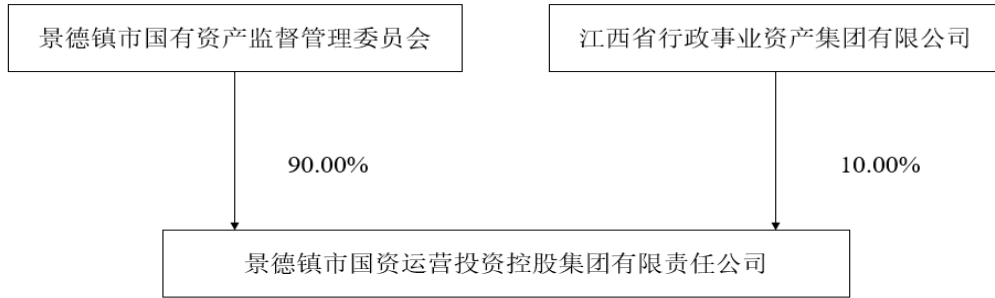 景德镇市国有资产监督管理委员会
江西省行政事业资产集团有限公司
90.00%
10.00%
景德镇市国资运营投资控股集团有限责任公司